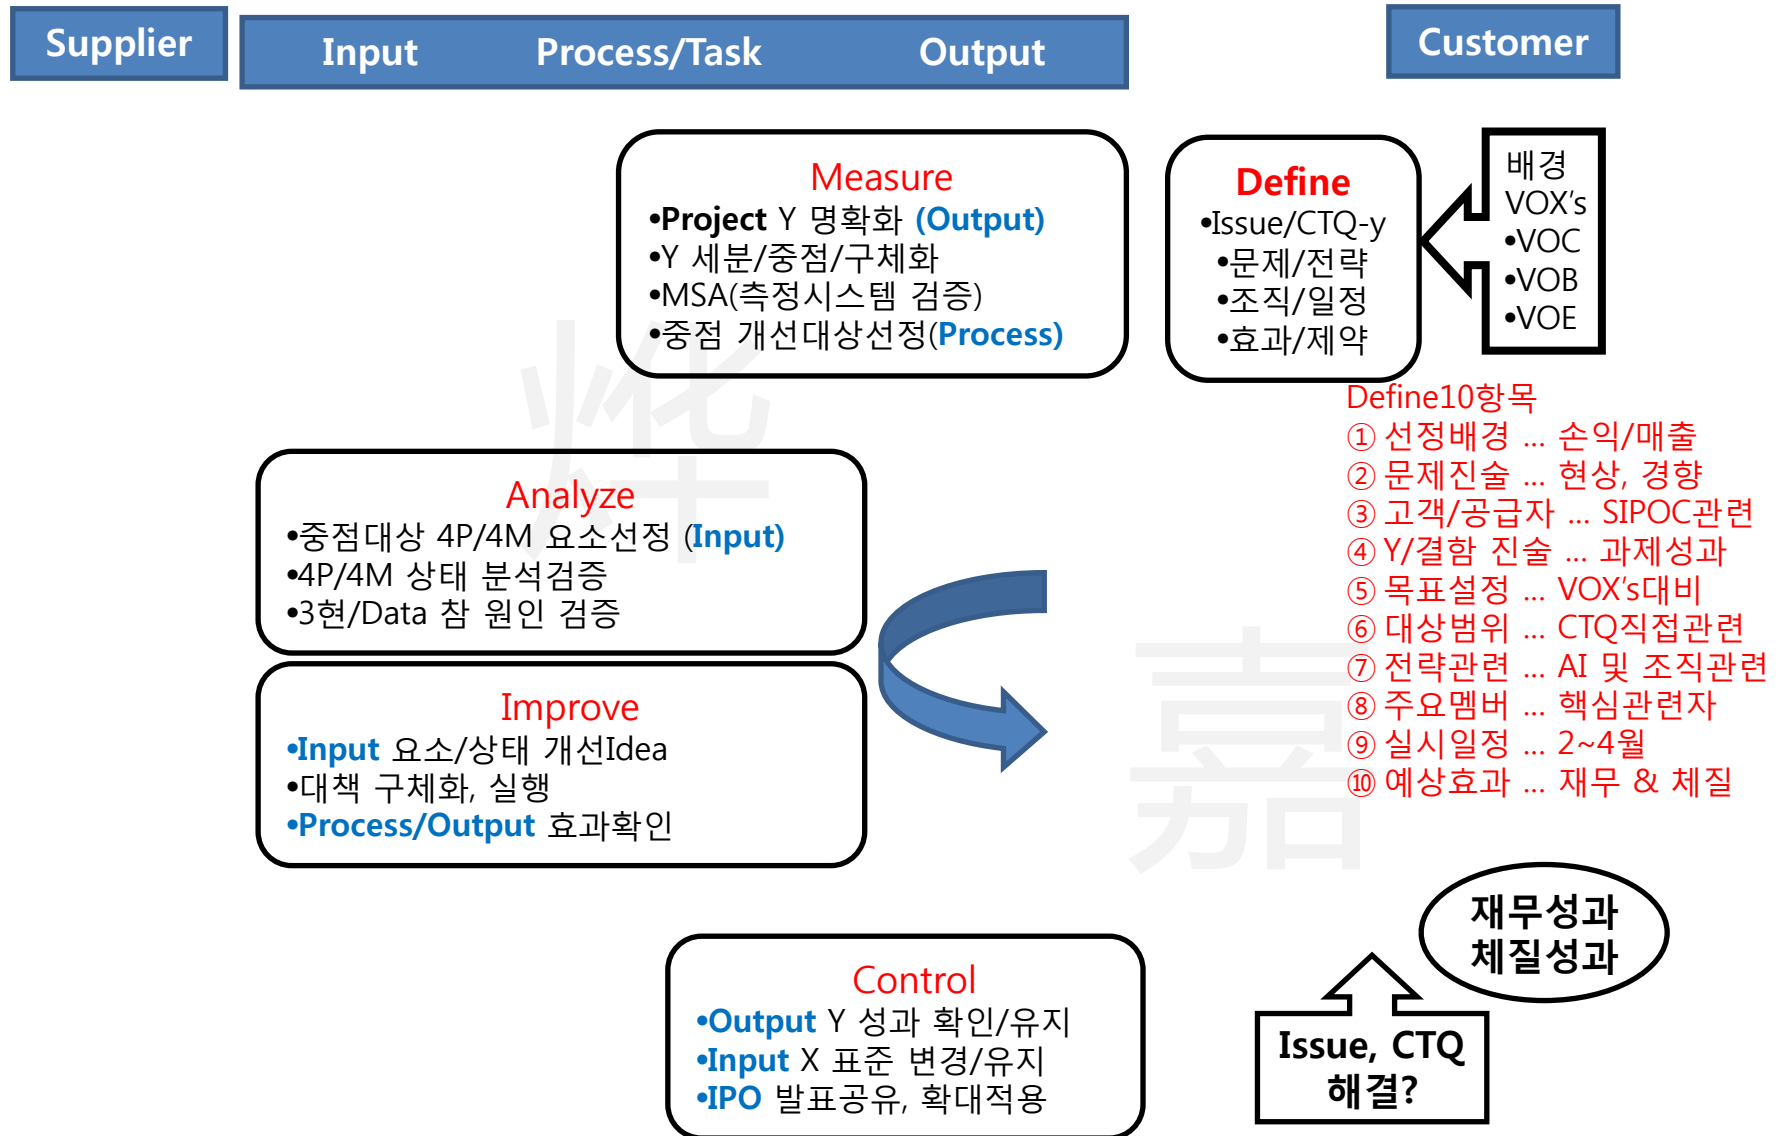 Supplier
Input Process/Task Output
Customer
Measure
•Project Y 명확화 (Output)
•Y 세분/중점/구체화
•MSA(측정시스템 검증)
•중점 개선대상선정(Process)
Define
•Issue/CTQ-y
•문제/전략
•조직/일정
•효과/제약
배경
VOX's
•VOC
•VOB
•VOE
Define10항목
① 선정배경 ... 손익/매출
② 문제진술 ... 현상, 경향
③ 고객/공급자 ... SIPOC관련
④ Y/결함 진술 ... 과제성과
⑤ 목표설정 ... VOX's대비
⑥ 대상범위 ... CTQ직접관련
⑦ 전략관련 ... AI 및 조직관련
⑧ 주요멤버 ... 핵심관련자
⑨ 실시일정 ... 2~4월
⑩ 예상효과 ... 재무 & 체질
Analyze
•중점대상 4P/4M 요소선정 (Input)
•4P/4M 상태 분석검증
•3현/Data 참 원인 검증
Improve
•Input 요소/상태 개선Idea
•대책 구체화, 실행
•Process/Output 효과확인
재무성과
체질성과
Control
•Output Y 성과 확인/유지
•Input X 표준 변경/유지
•IPO 발표공유, 확대적용
Issue, CTQ
해결?
烨
嘉